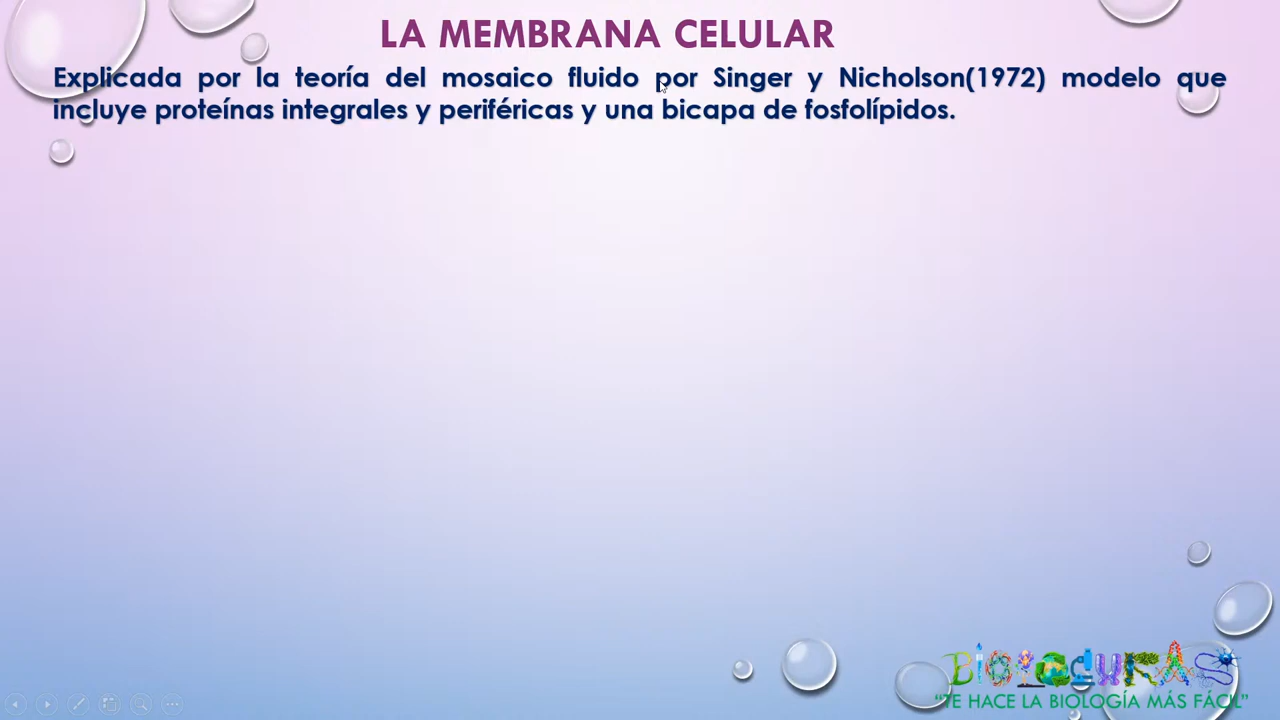 LA MEMBRANA CELULAR
Explicada por la teoría del mosaico fluido por Singer y Nicholson(1972) modelo que
incluye proteínas integrales y periféricas y una bicapa de fosfolípidos.
BIOLOCURAS
“TE HACE LA BIOLOGÍA MÁS FÁCIL”